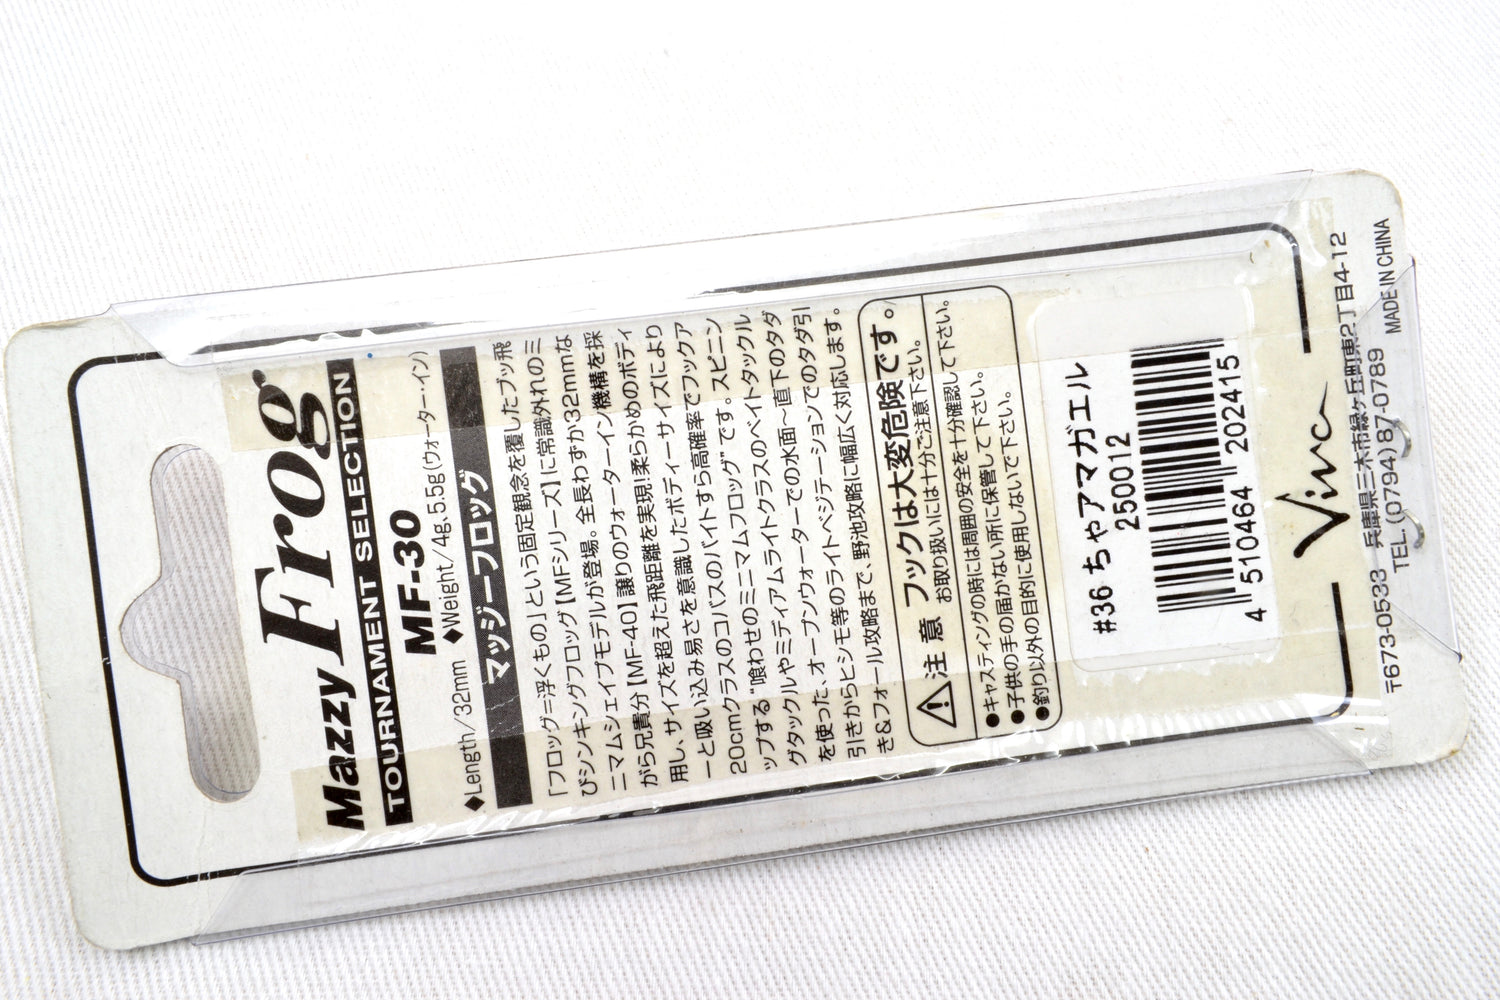 Mazzy Frog
TOURNAMENT SELECTION
MF-30
◆Length/32mm ◆Weight/4g, 5.5g(ウォーター・イン)
マッジーフロッグ
「フロッグ=浮くもの」という固定観念を覆したブッ飛
びシンキングフロッグ【MFシリーズ】に常識外れのミ
ニマムシェイプモデルが登場。全長わずか32mmな
がら兄貴分【MF-40】譲りのウォーターイン機構を採
用し、サイズを超えた飛距離を実現!柔らかめのボディ
ーと吸い込み易さを意識したボディーサイズにより
20cmクラスのコバスのバイトすら高確率でフックア
ップする"喰わせのミニマムフロッグ"です。スピニン
グタックルやミディアムライトクラスのベイトタックル
を使った、オープンウォーターでの水面〜直下のタダ
引きからヒシモ等のライトベジテーションでのタダ引
き&フォール攻略まで、野池攻略に幅広く対応します。
⚠注意 フックは大変危険です。
お取り扱いには十分ご注意下さい。
●キャスティングの時には周囲の安全を十分確認して下さい。
●子供の手の届かない所に保管して下さい。
●釣り以外の目的に使用しないで下さい。
#36 ちゃアマガエル
250012
4 510464 202415
Viva
〒673-0533 兵庫県三木市緑ヶ丘町東2丁目4-12
TEL.(0794)87-0789 MADE IN CHINA